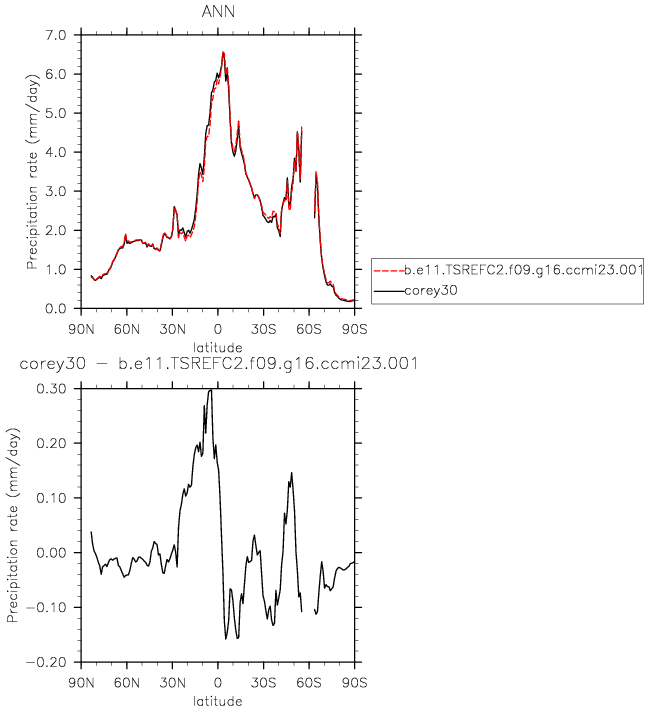 ANN
Precipitation rate (mm/day)
7.0
6.0
5.0
4.0
3.0
2.0
1.0
0.0
90N 60N 30N 0 30S 60S 90S
latitude
b.e11.TSREFC2.f09.g16.ccmi23.001
corey30
corey30 − b.e11.TSREFC2.f09.g16.ccmi23.001
Precipitation rate (mm/day)
0.30
0.20
0.10
0.00
−0.10
−0.20
90N 60N 30N 0 30S 60S 90S
latitude